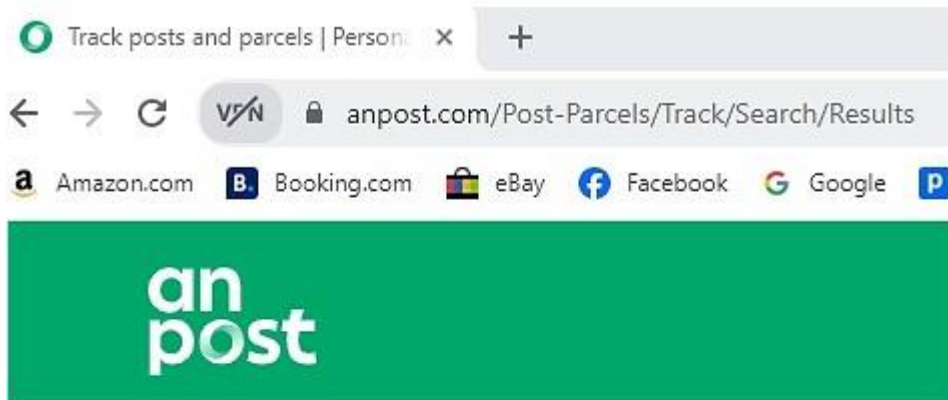 Track posts and parcels | Person
VPN anpost.com/Post-Parcels/Track/Search/Results
a Amazon.com B. Booking.com eBay Facebook G Google p
an
post